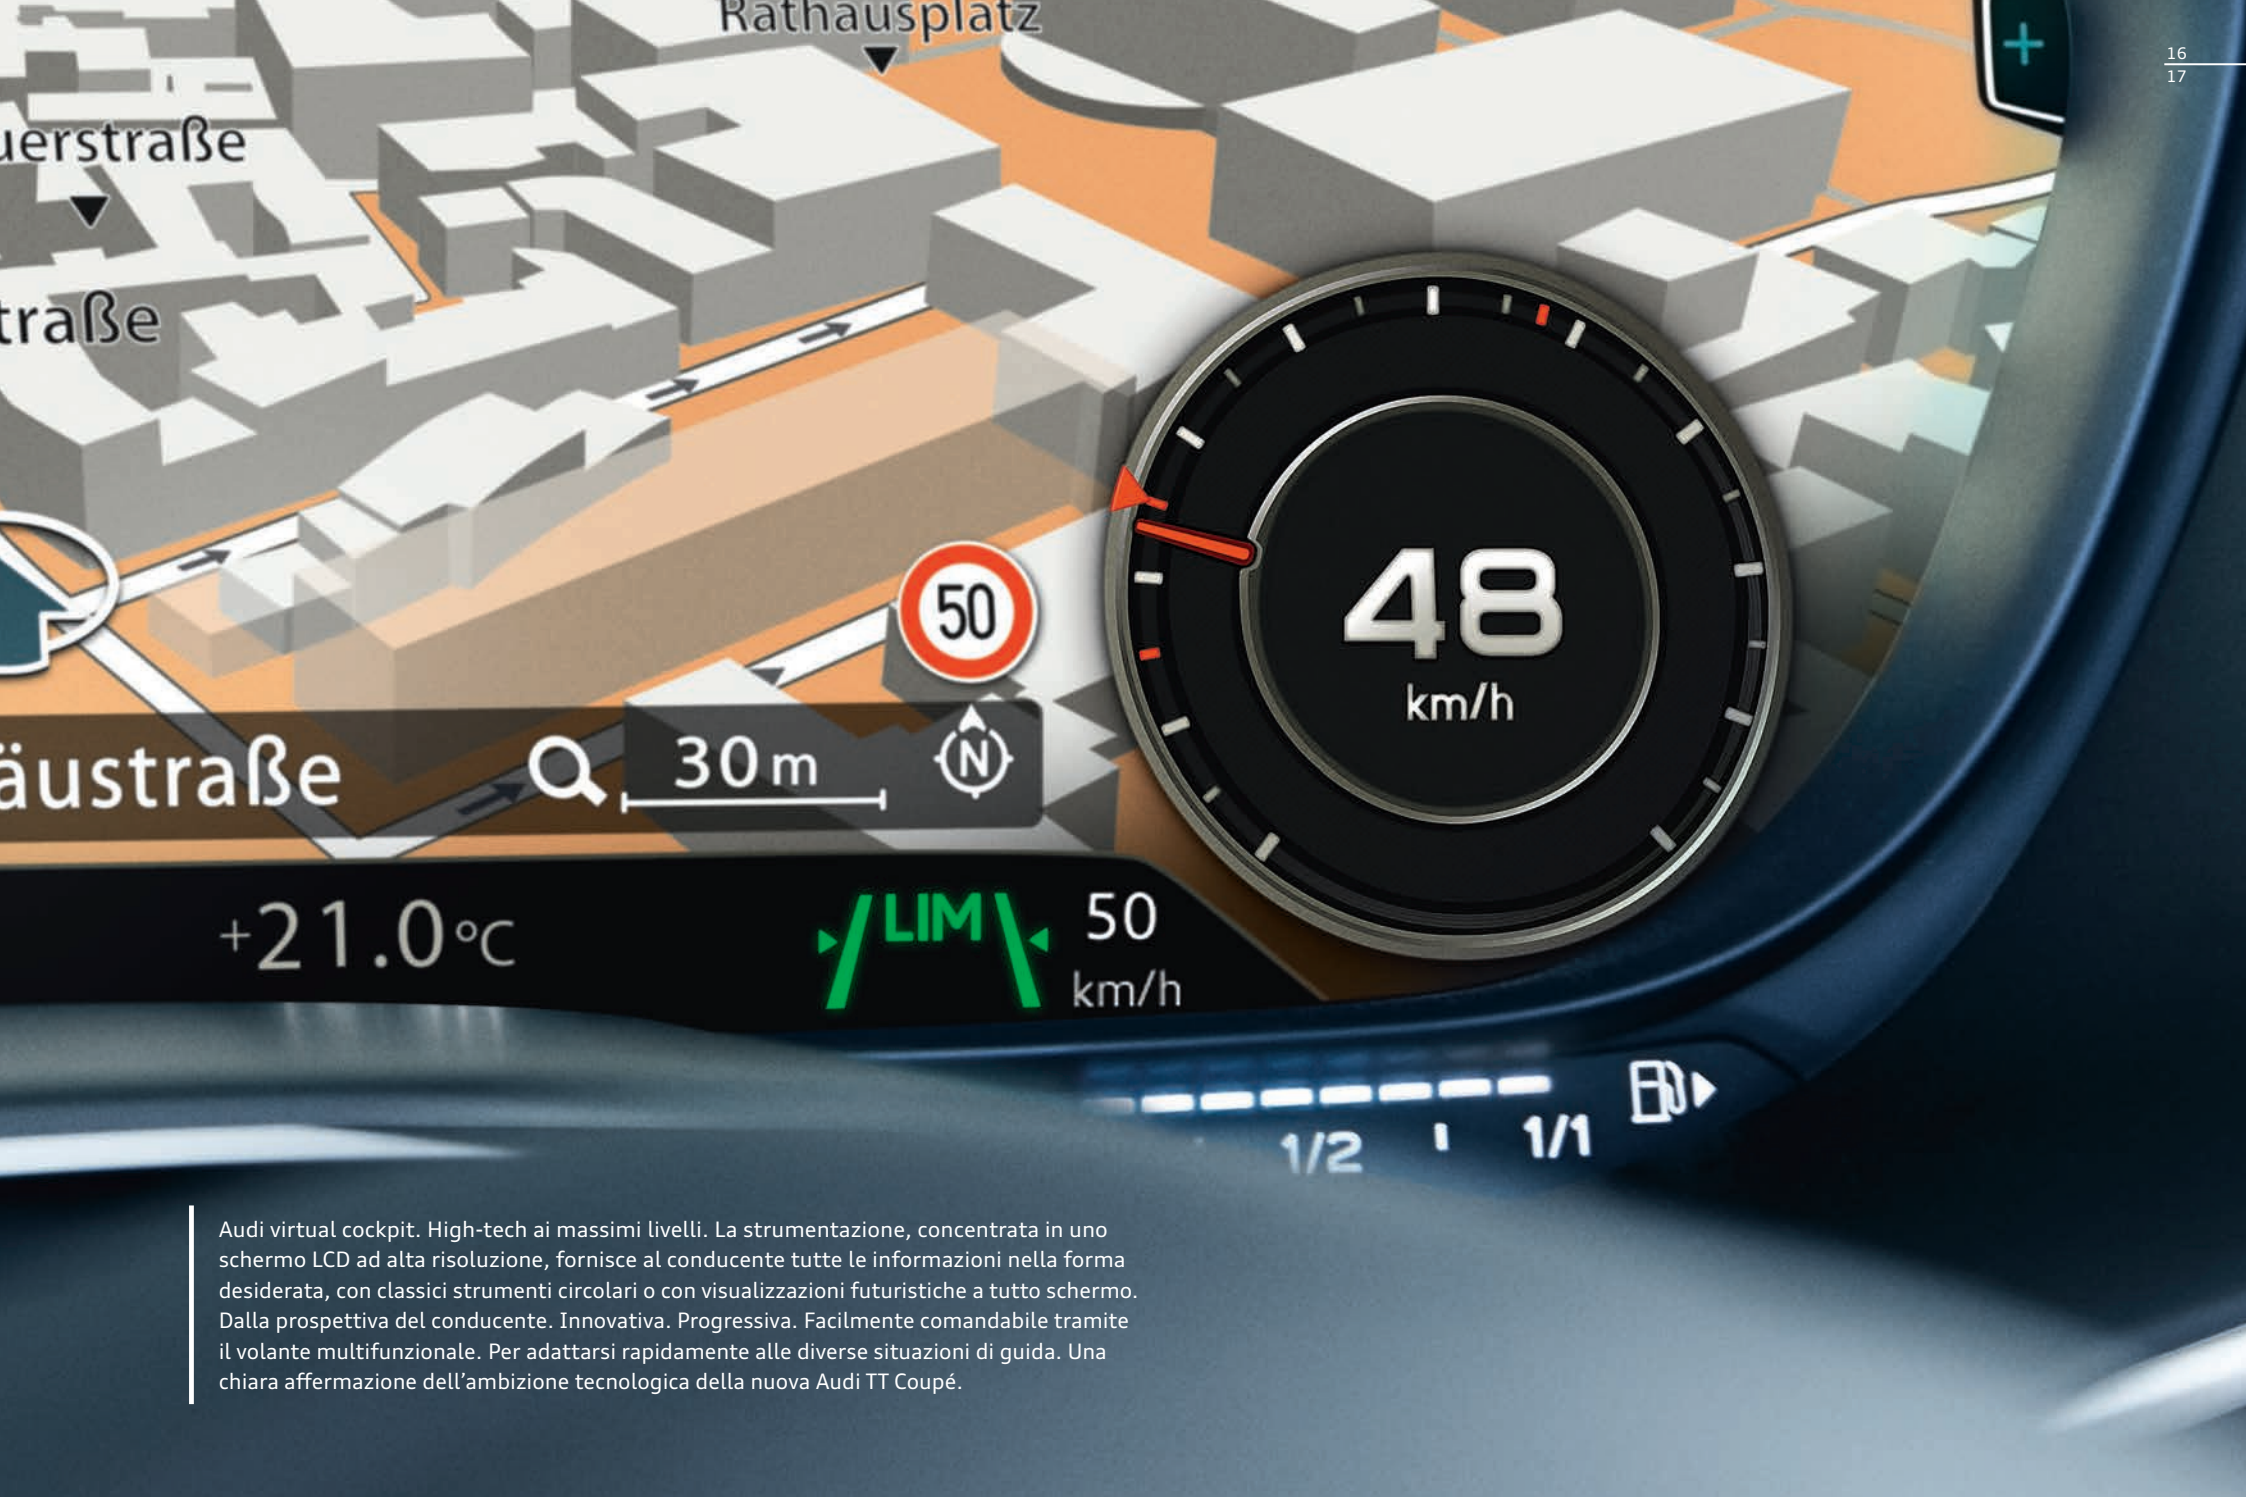 Rathausplatz
16
17
traße
50
48
km/h
30 m
N
+21.0 °C
LIM
50
km/h
1/2
1/1
Audi virtual cockpit. High-tech ai massimi livelli. La strumentazione, concentrata in uno
schermo LCD ad alta risoluzione, fornisce al conducente tutte le informazioni nella forma
desiderata, con classici strumenti circolari o con visualizzazioni futuristiche a tutto schermo.
Dalla prospettiva del conducente. Innovativa. Progressiva. Facilmente comandabile tramite
il volante multifunzionale. Per adattarsi rapidamente alle diverse situazioni di guida. Una
chiara affermazione dell’ambizione tecnologica della nuova Audi TT Coupé.